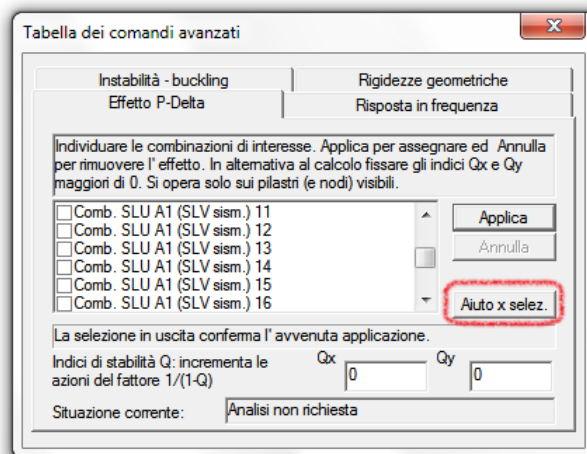 Tabella dei comandi avanzati
Instabilità - buckling
Rigidezze geometriche
Effetto P-Delta
Risposta in frequenza
Individuare le combinazioni di interesse. Applica per assegnare ed Annulla
per rimuovere l' effetto. In alternativa al calcolo fissare gli indici Qx e Qy
maggiori di 0. Si opera solo sui pilastri (e nodi) visibili.
Comb. SLU A1 (SLV sism.) 11
Comb. SLU A1 (SLV sism.) 12
Comb. SLU A1 (SLV sism.) 13
Comb. SLU A1 (SLV sism.) 14
Comb. SLU A1 (SLV sism.) 15
Comb. SLU A1 (SLV sism.) 16
Applica
Annulla
Aiuto x selez.
La selezione in uscita conferma l' avvenuta applicazione.
Indici di stabilità Q: incrementa le
azioni del fattore 1/(1-Q)
Qx
0
Qy
0
Situazione corrente:
Analisi non richiesta